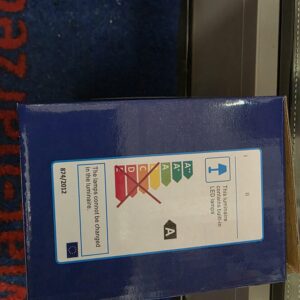 This luminaire
contains built-in
LED lamps
A++
A+
A
B
C
D
E
A
The lamps cannot be changed
in the luminaire.
874/2012